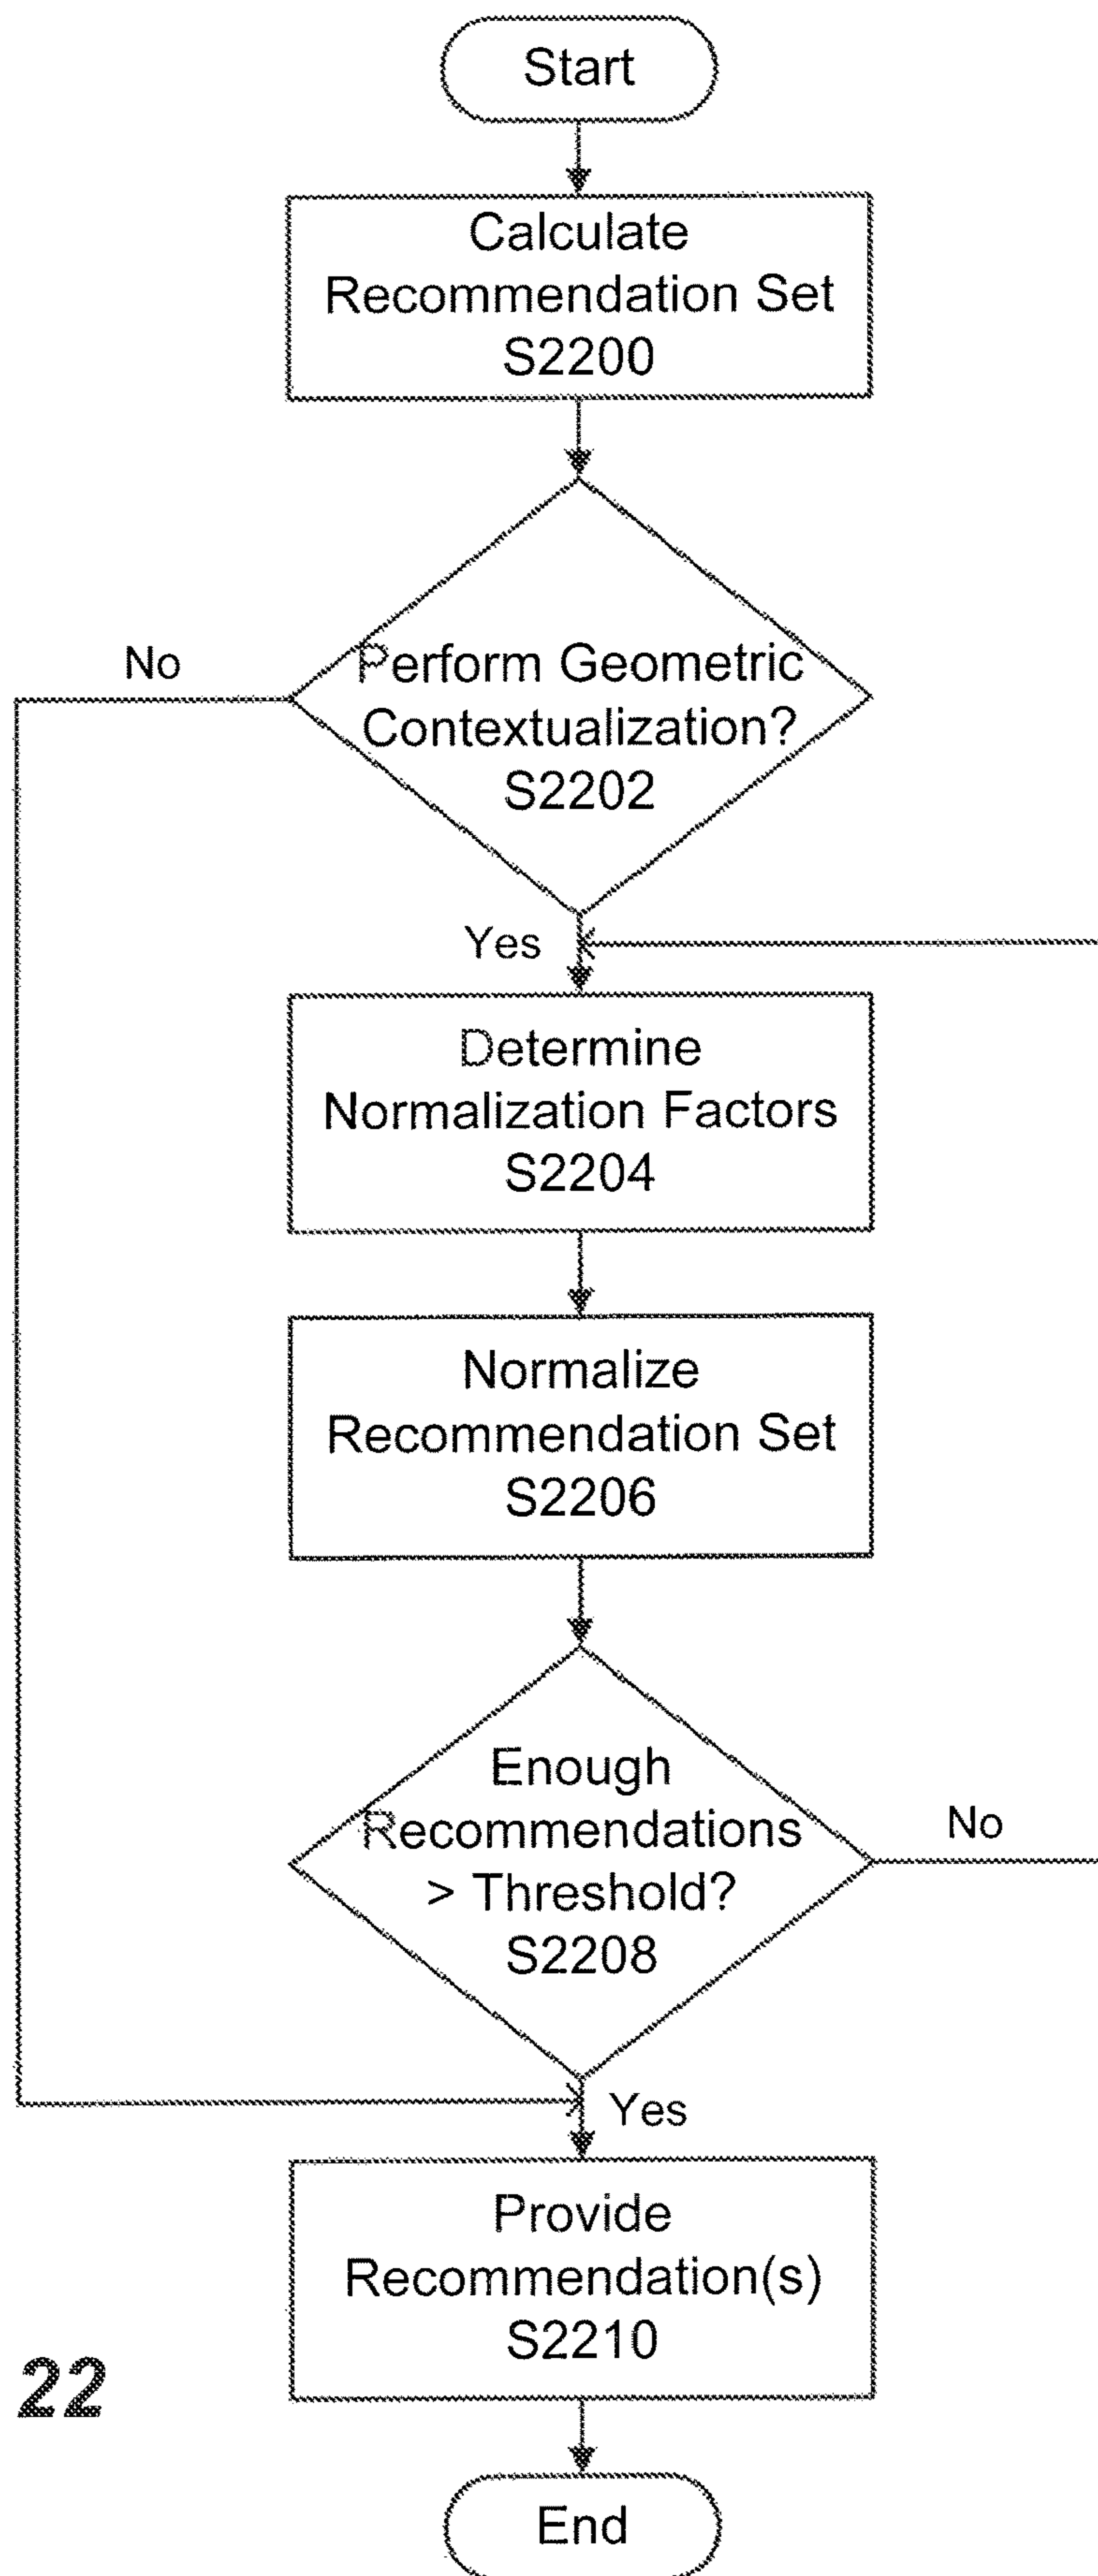 Start
Calculate
Recommendation Set
S2200
No
Perform Geometric
Contextualization?
S2202
Yes
Determine
Normalization Factors
S2204
Normalize
Recommendation Set
S2206
Enough
Recommendations
> Threshold?
S2208
No
Yes
Provide
Recommendation(s)
S2210
22
End